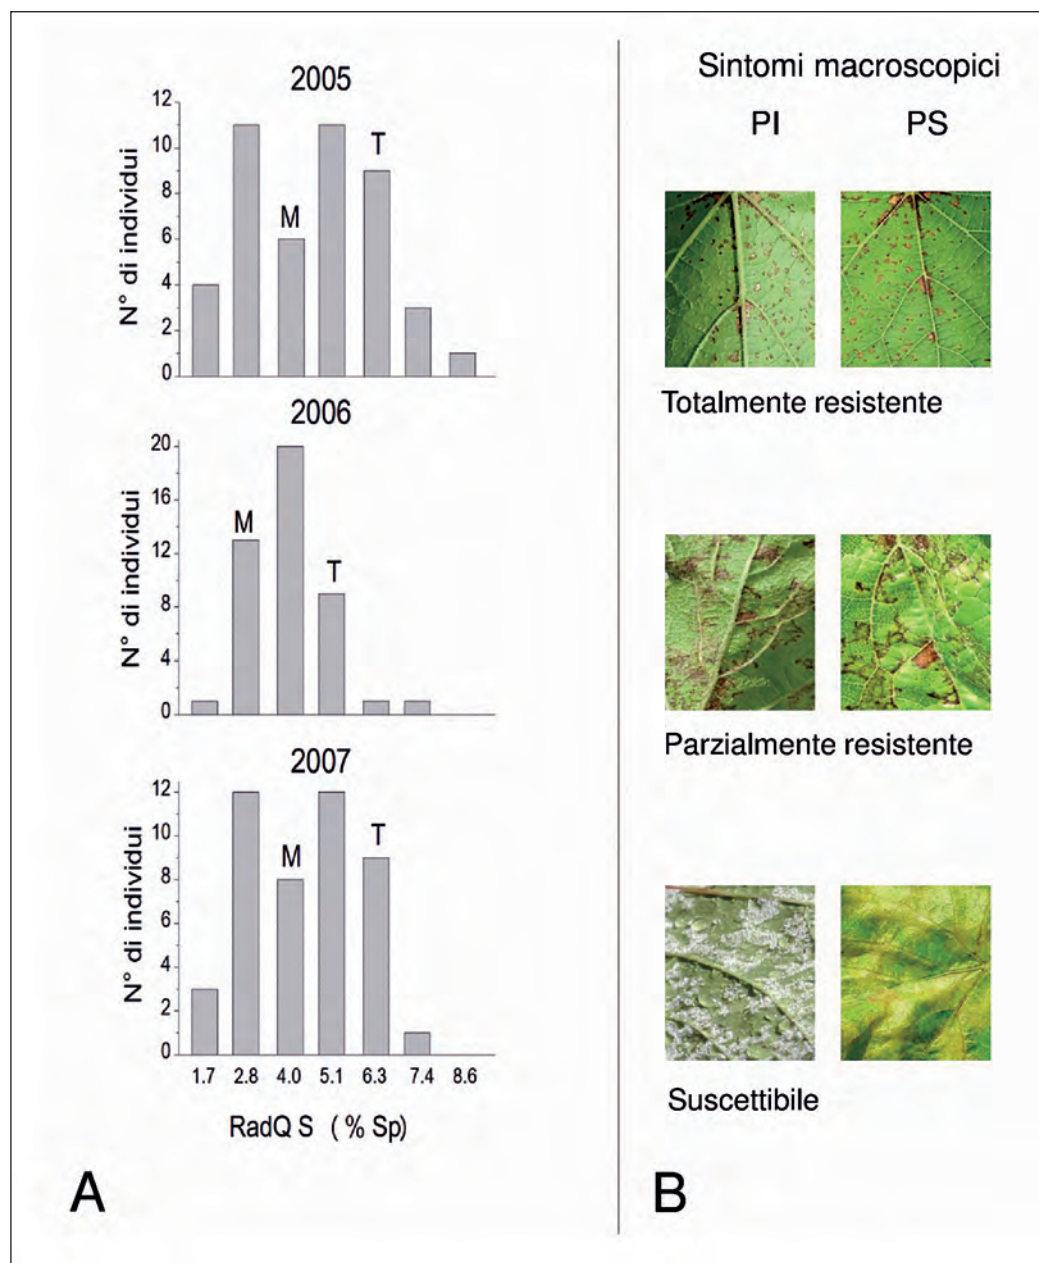 2005
N° di individui
12
10
8
6
4
2
0
M
T
2006
N° di individui
20
16
12
8
4
0
M
T
2007
N° di individui
12
10
8
6
4
2
0
M
T
1.7 2.8 4.0 5.1 6.3 7.4 8.6
RadQ S ( % Sp)
A
Sintomi macroscopici
PI PS
Totalmente resistente
Parzialmente resistente
Suscettibile
B